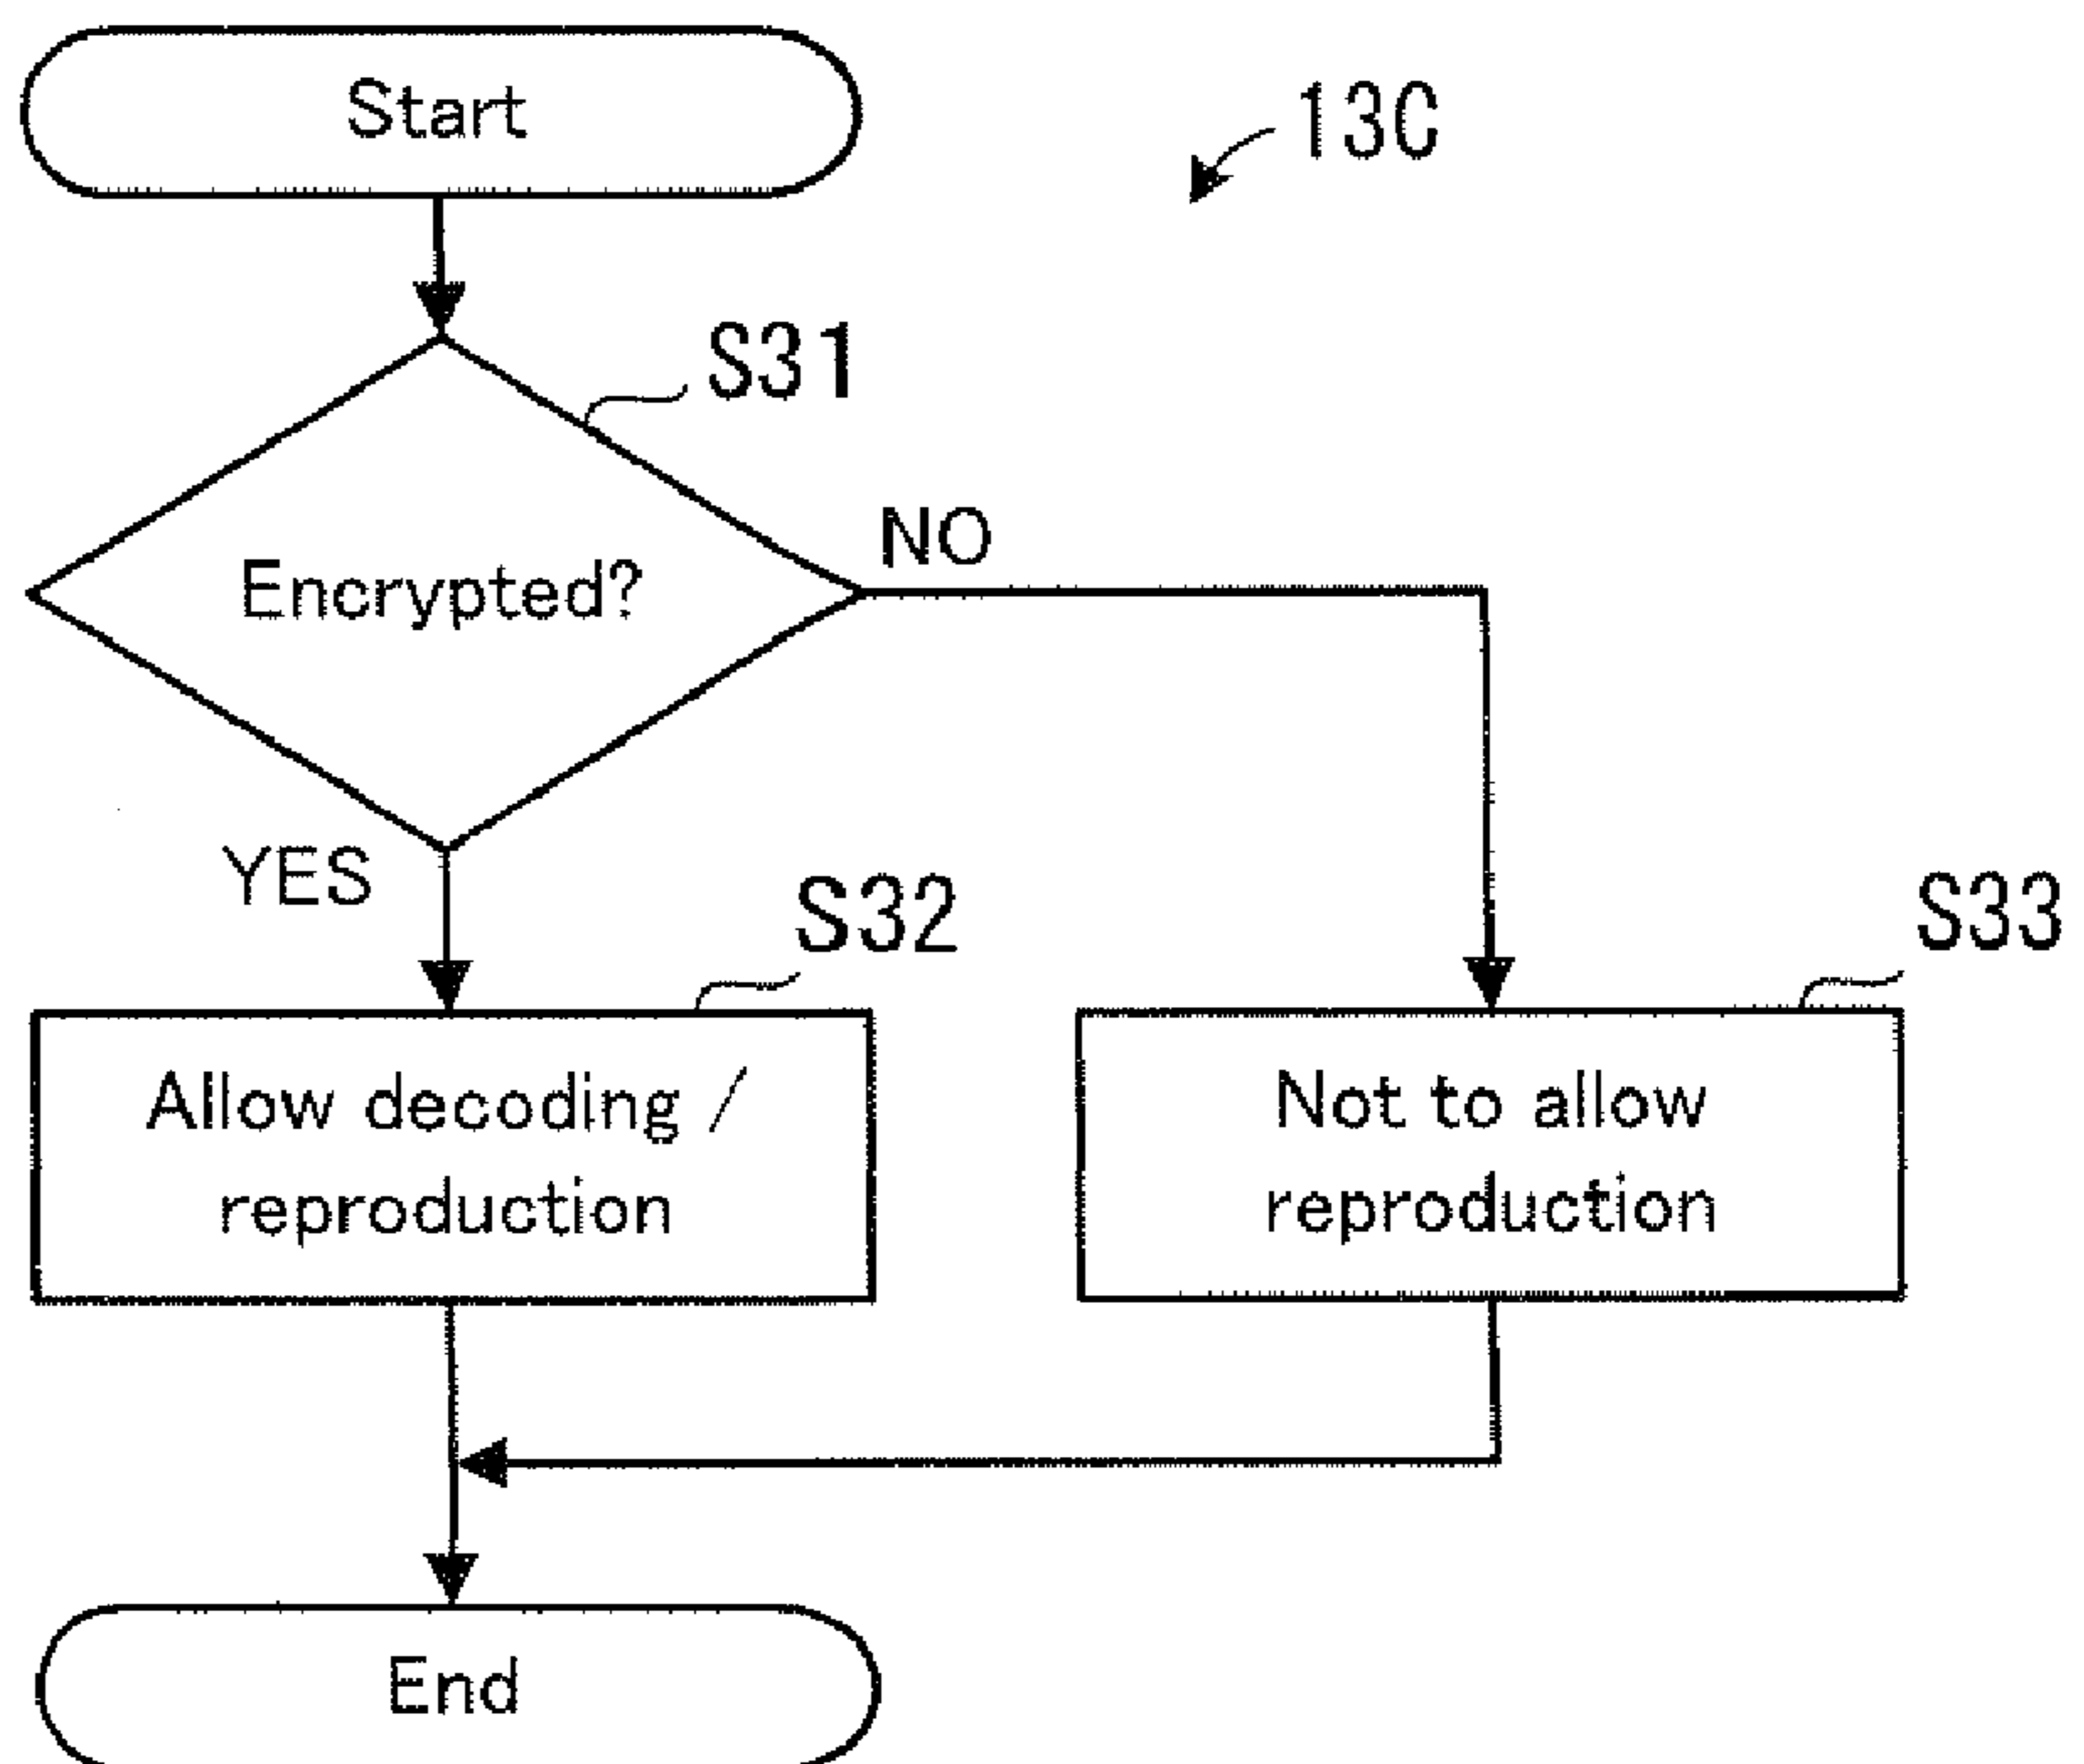 Start
13C
S31
Encrypted?
NO
YES
S32
S33
Allow decoding /
reproduction
Not to allow
reproduction
End